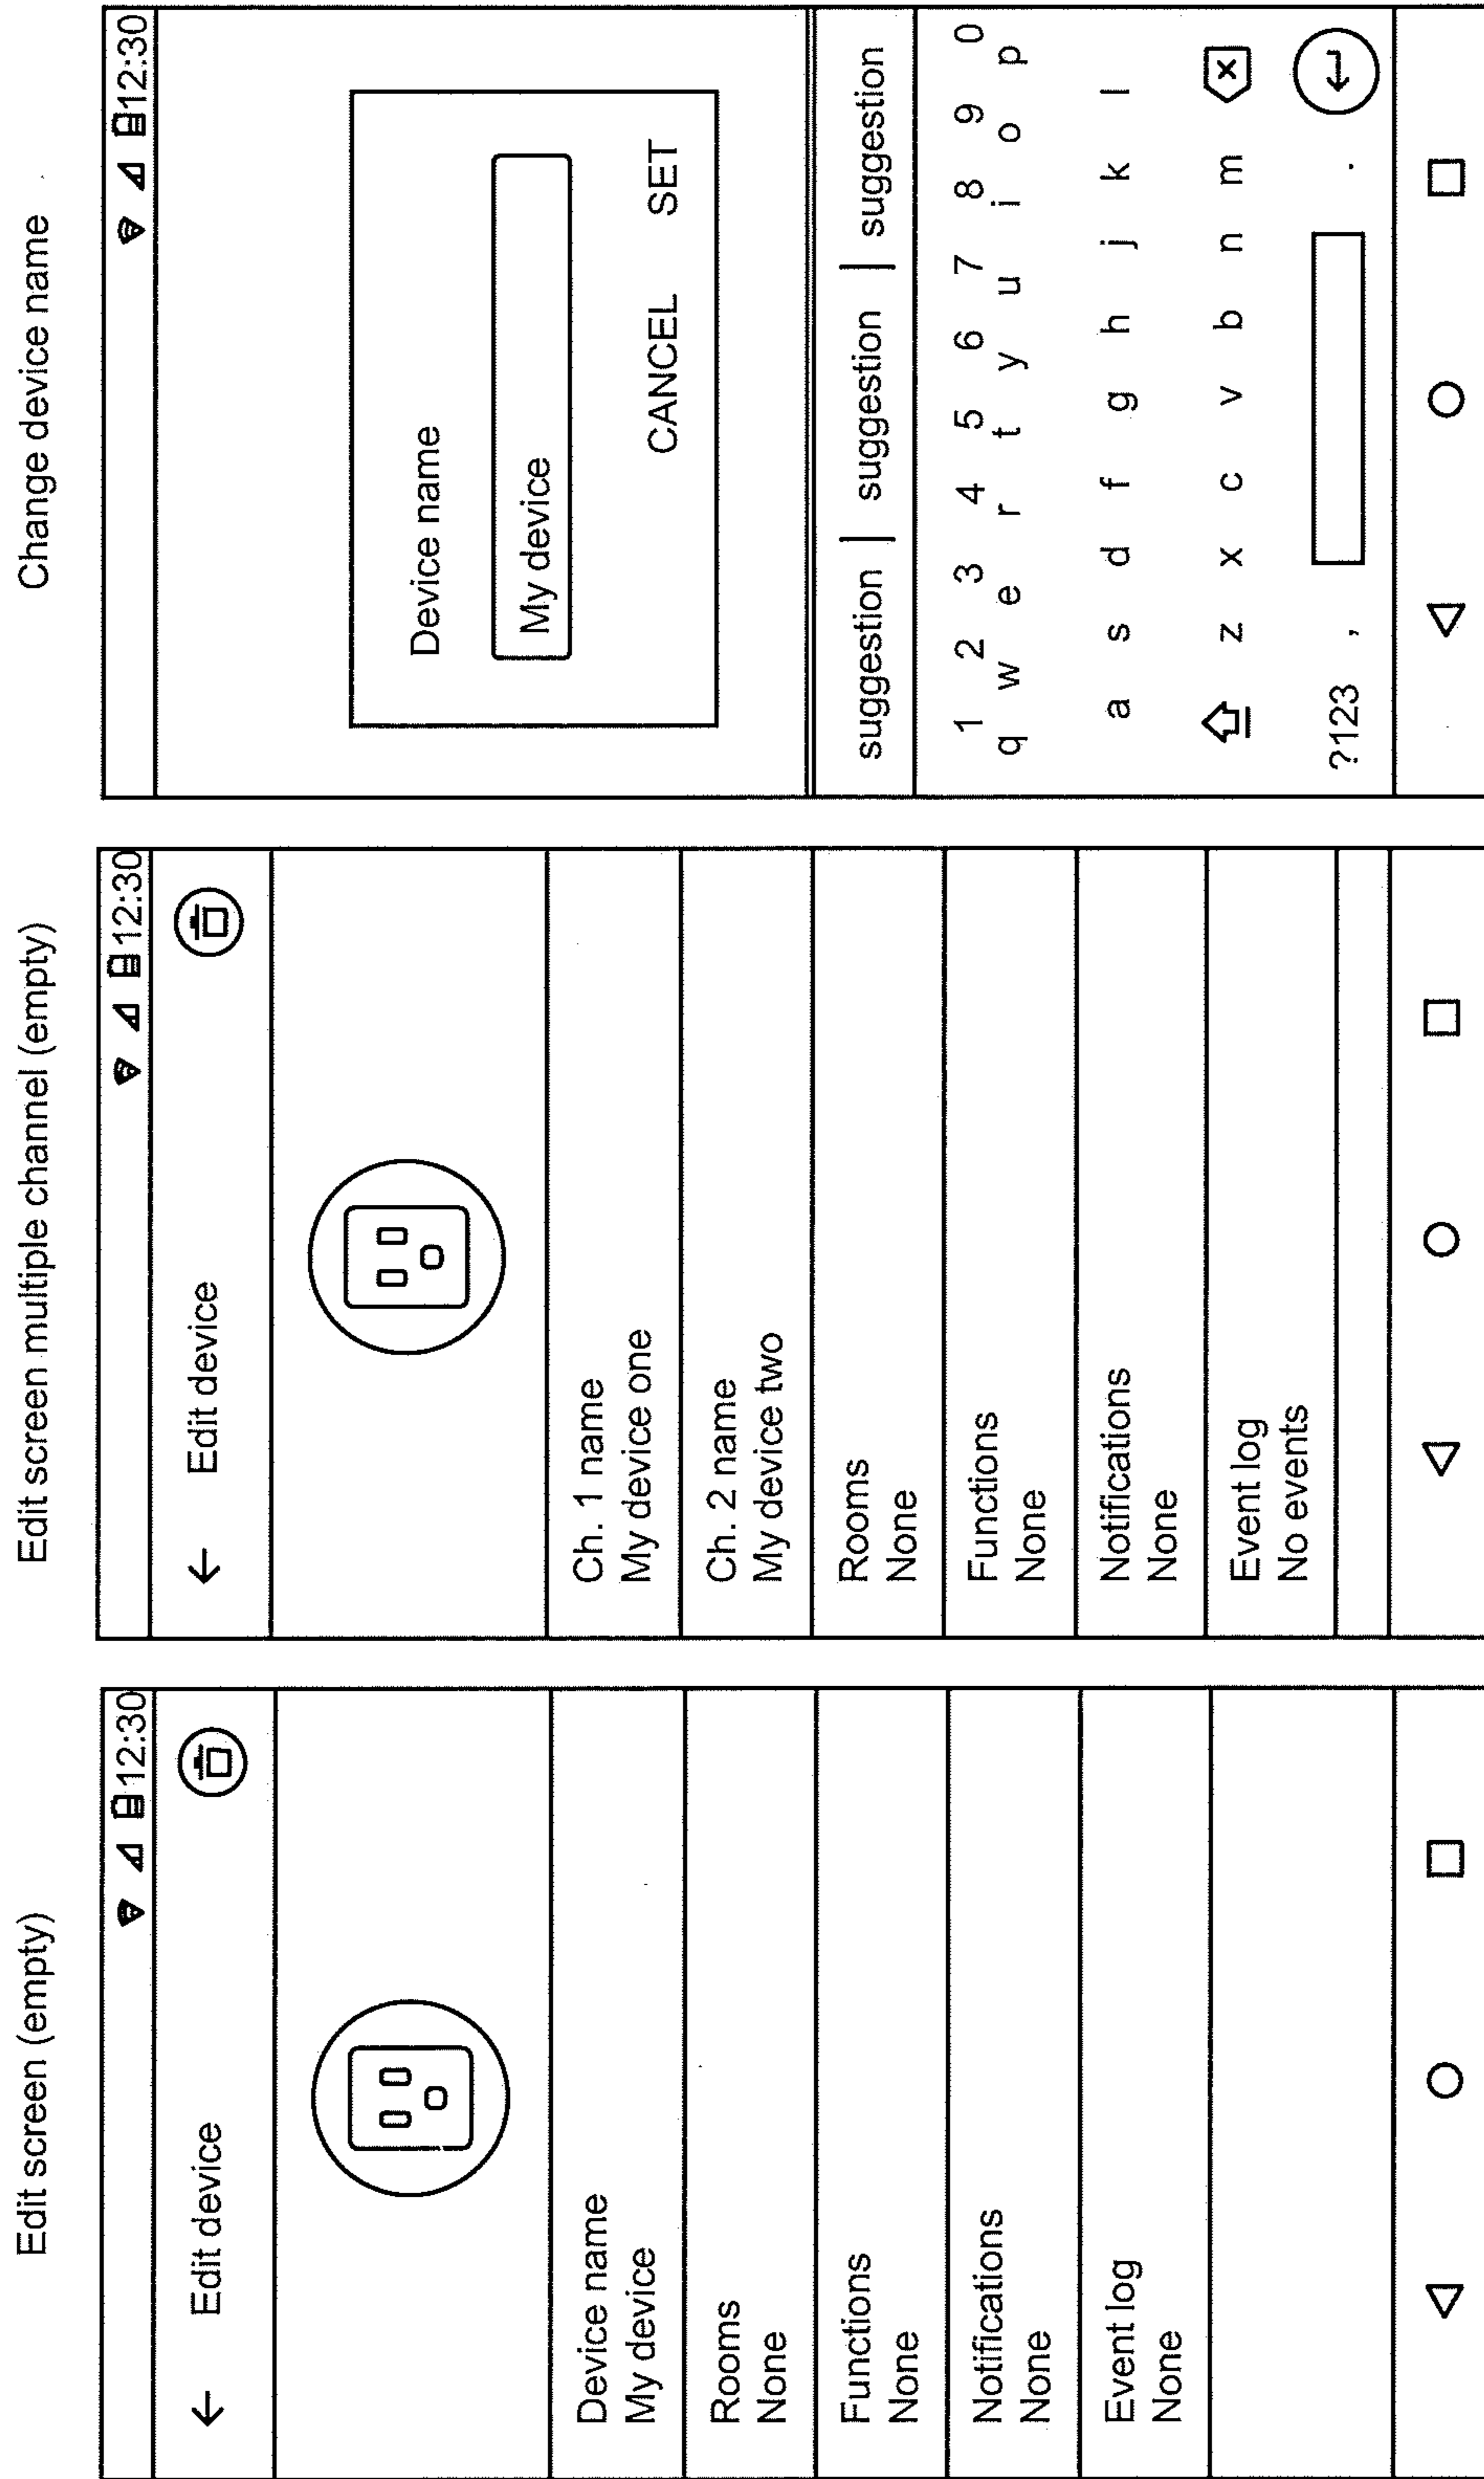 Edit screen (empty)
12:30
Edit device
Device name
My device
Rooms
None
Functions
None
Notifications
None
Event log
None
Edit screen multiple channel (empty)
12:30
Edit device
Ch. 1 name
My device one
Ch. 2 name
My device two
Rooms
None
Functions
None
Notifications
None
Event log
No events
Change device name
12:30
Device name
My device
CANCEL SET
suggestion | suggestion | suggestion
1 2 3 4 5 6 7 8 9 0
q w e r t y u i o p
a s d f g h j k l
z x c v b n m
?123 , .